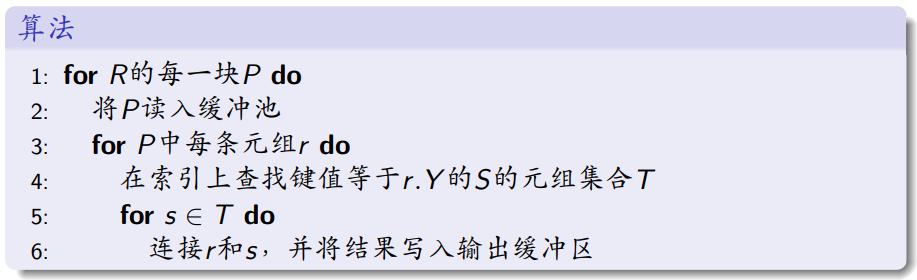 算法
1: for R的每一块P do
2: 将P读入缓冲池
3: for P中每条元组r do
4: 在索引上查找键值等于r.Y的S的元组集合T
5: for s ∈ T do
6: 连接r和s，并将结果写入输出缓冲区